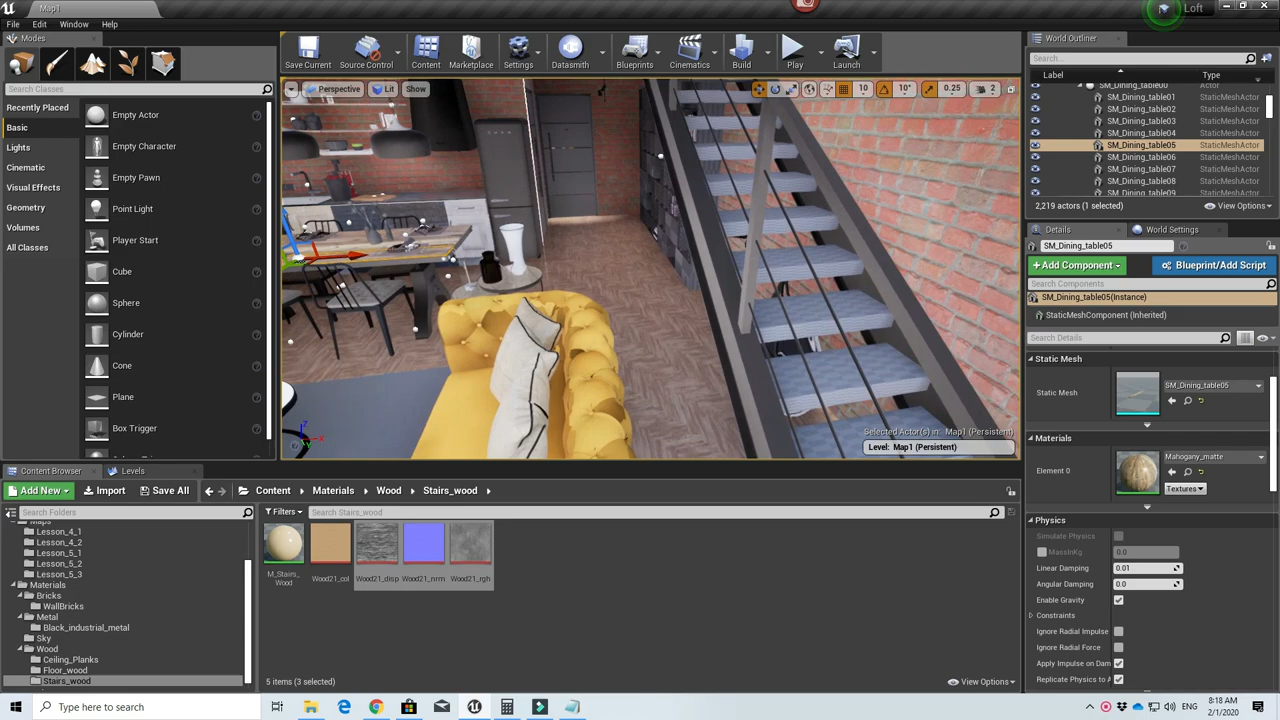 Map1
Loft
File Edit Window Help
Modes
Search Classes
Recently Placed
Basic
Lights
Cinematic
Visual Effects
Geometry
Volumes
All Classes
Empty Actor
Empty Character
Empty Pawn
Point Light
Player Start
Cube
Sphere
Cylinder
Cone
Plane
Box Trigger
Save Current
Source Control
Content
Marketplace
Settings
Datasmith
Blueprints
Cinematics
Build
Play
Launch
Perspective
Lit
Show
10
10°
0.25
2
Selected Actor(s) in: Map1 (Persistent)
Level: Map1 (Persistent)
World Outliner
Search...
Label Type
SM_Dining_table00 Actor
SM_Dining_table01 StaticMeshActor
SM_Dining_table02 StaticMeshActor
SM_Dining_table03 StaticMeshActor
SM_Dining_table04 StaticMeshActor
SM_Dining_table05 StaticMeshActor
SM_Dining_table06 StaticMeshActor
SM_Dining_table07 StaticMeshActor
SM_Dining_table08 StaticMeshActor
SM_Dining_table09 StaticMeshActor
2,219 actors (1 selected)
View Options
Details
World Settings
SM_Dining_table05
+Add Component
Blueprint/Add Script
Search Components
SM_Dining_table05(Instance)
StaticMeshComponent (Inherited)
Search Details
Static Mesh
Static Mesh
SM_Dining_table05
Materials
Element 0
Mahogany_matte
Textures
Physics
Simulate Physics
MassInKg 0.0
Linear Damping 0.01
Angular Damping 0.0
Enable Gravity
Constraints
Ignore Radial Impulse
Ignore Radial Force
Apply Impulse on Dam
Replicate Physics to A
Content Browser
Levels
Add New
Import
Save All
Content
Materials
Wood
Stairs_wood
Search Folders
Filters
Search Stairs_wood
Maps
Lesson_4_1
Lesson_4_2
Lesson_5_1
Lesson_5_2
Lesson_5_3
Materials
Bricks
WallBricks
Metal
Black_industrial_metal
Sky
Wood
Ceiling_Planks
Floor_wood
Stairs_wood
M_Stairs_
Wood
Wood21_col
Wood21_disp
Wood21_nrm
Wood21_rgh
5 items (3 selected)
View Options
Type here to search
ENG
8:18 AM
2/1/2020